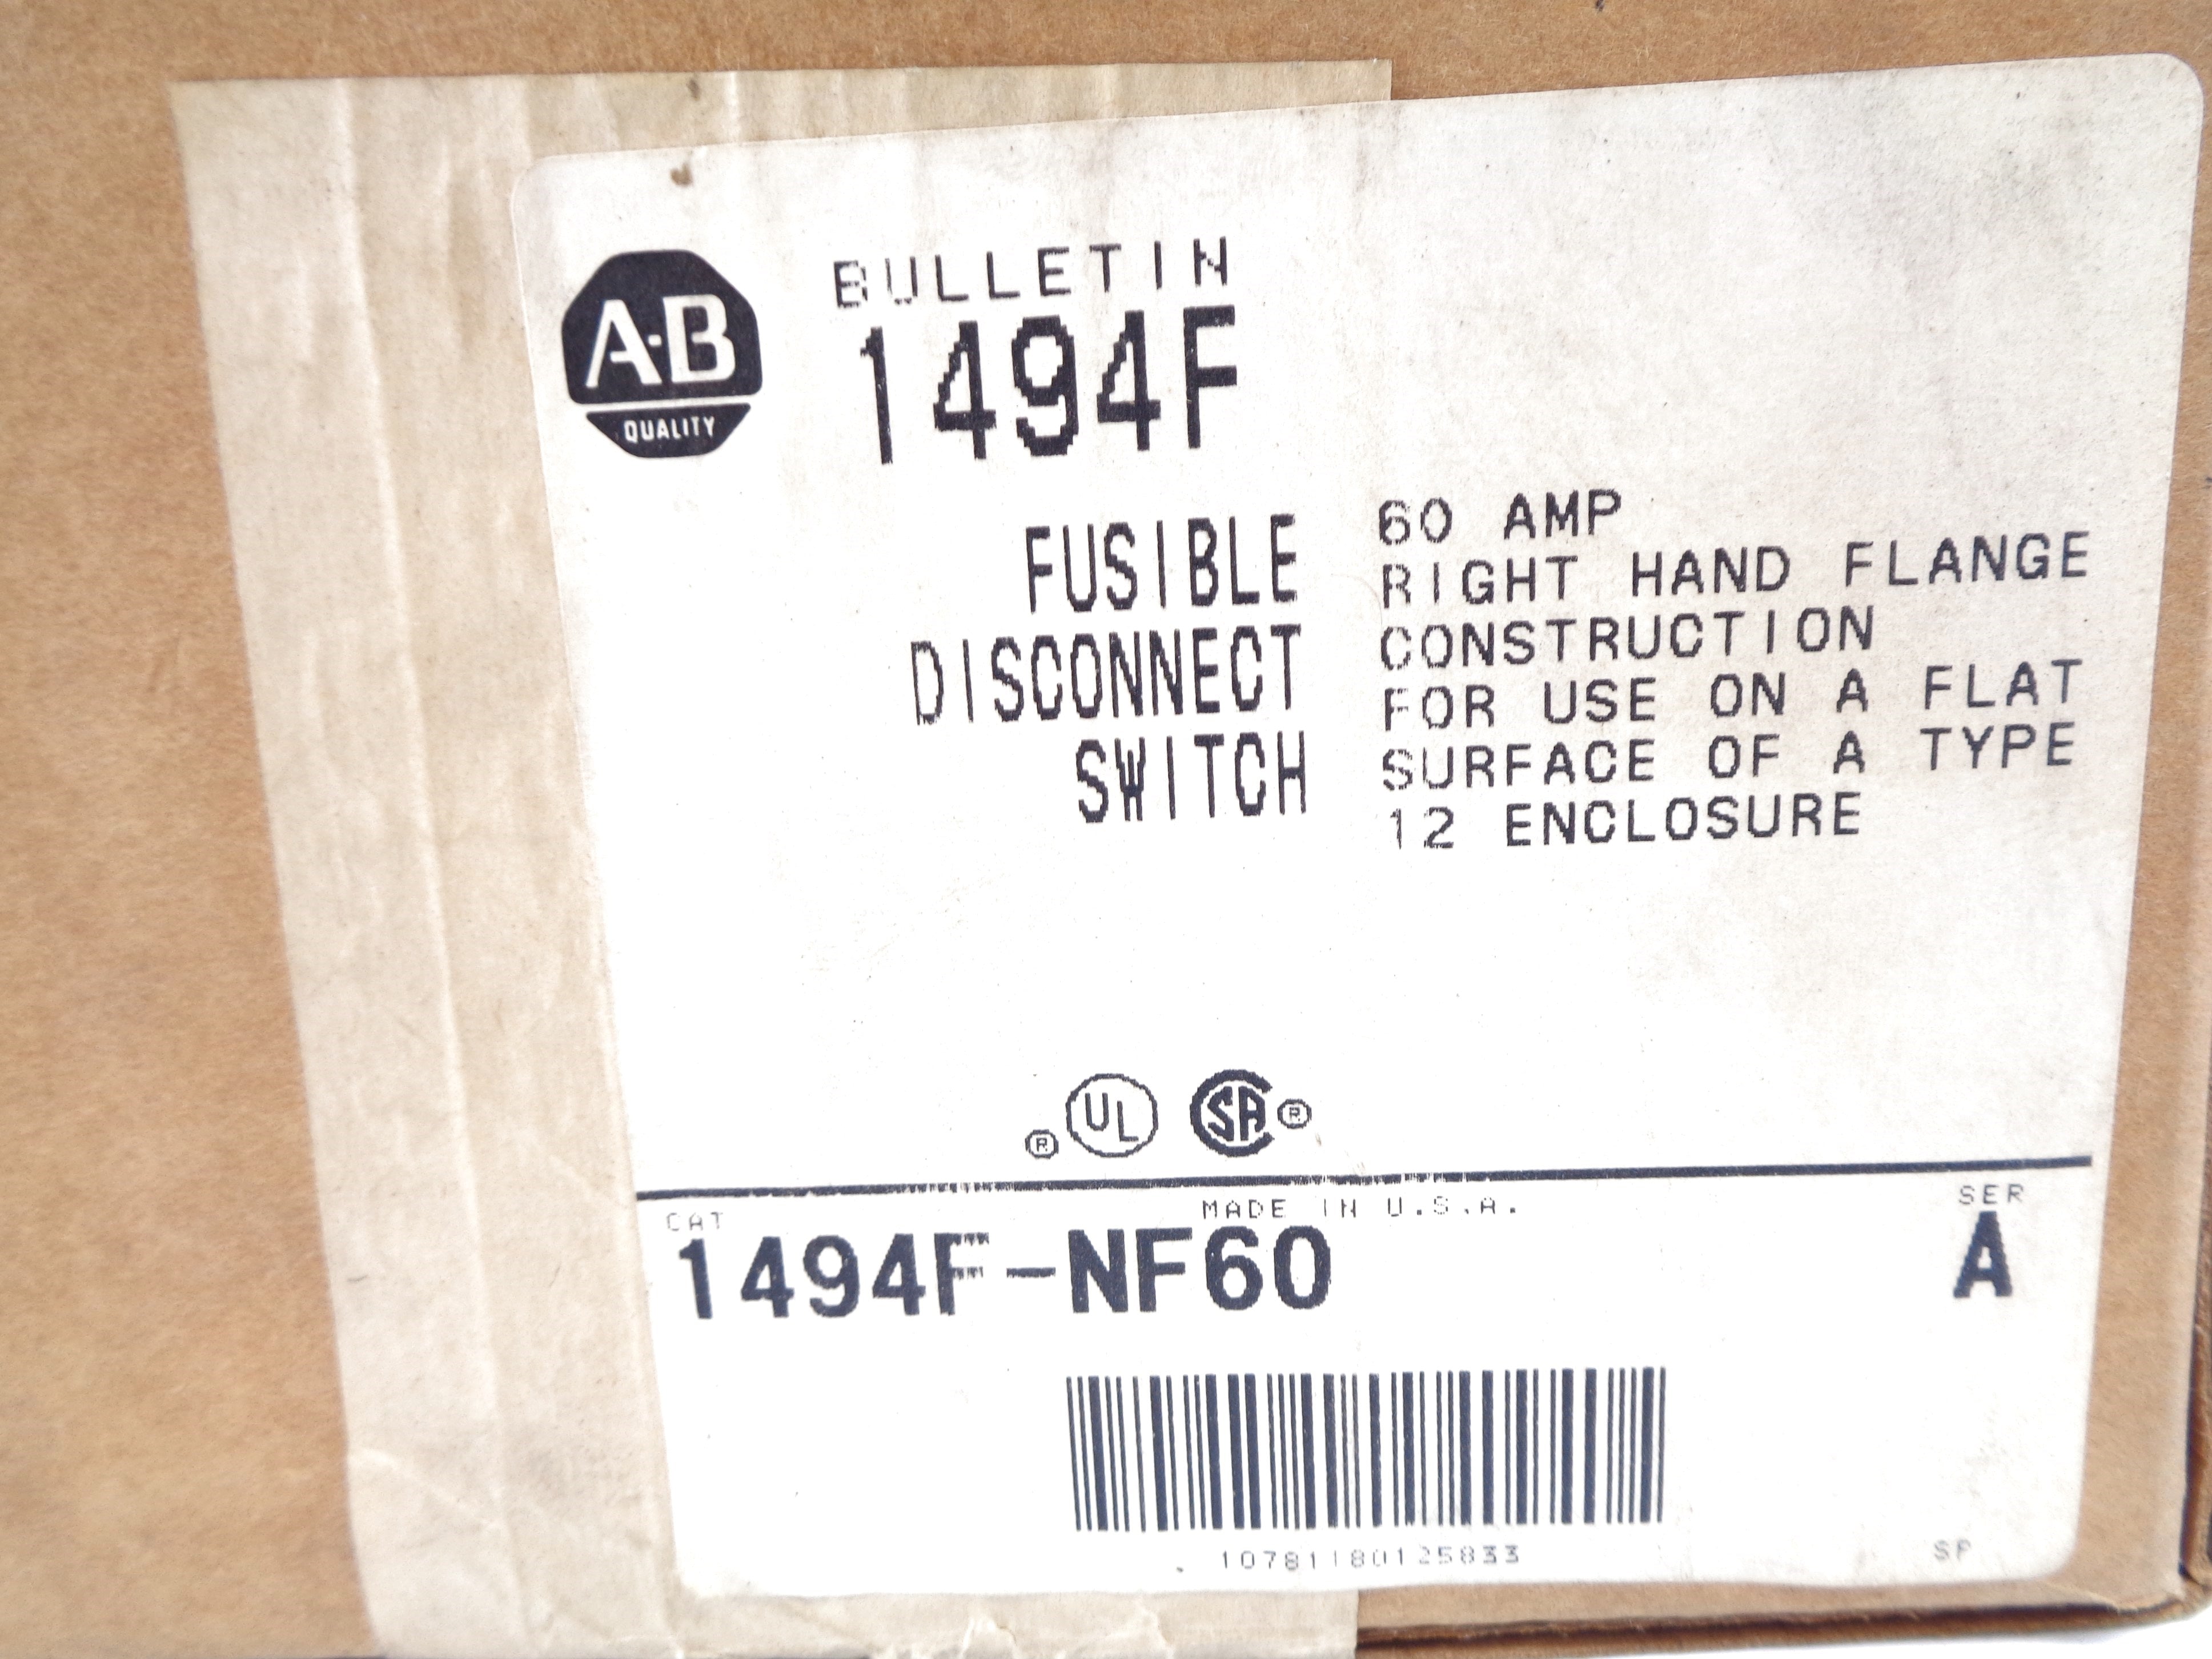 A-B
QUALITY
BULLETIN
1494F
FUSIBLE
DISCONNECT
SWITCH
60 AMP
RIGHT HAND FLANGE
CONSTRUCTION
FOR USE ON A FLAT
SURFACE OF A TYPE
12 ENCLOSURE
® UL SA ®
MADE IN U.S.A.
CAT
1494F-NF60
SER
A
10781180125833
SP